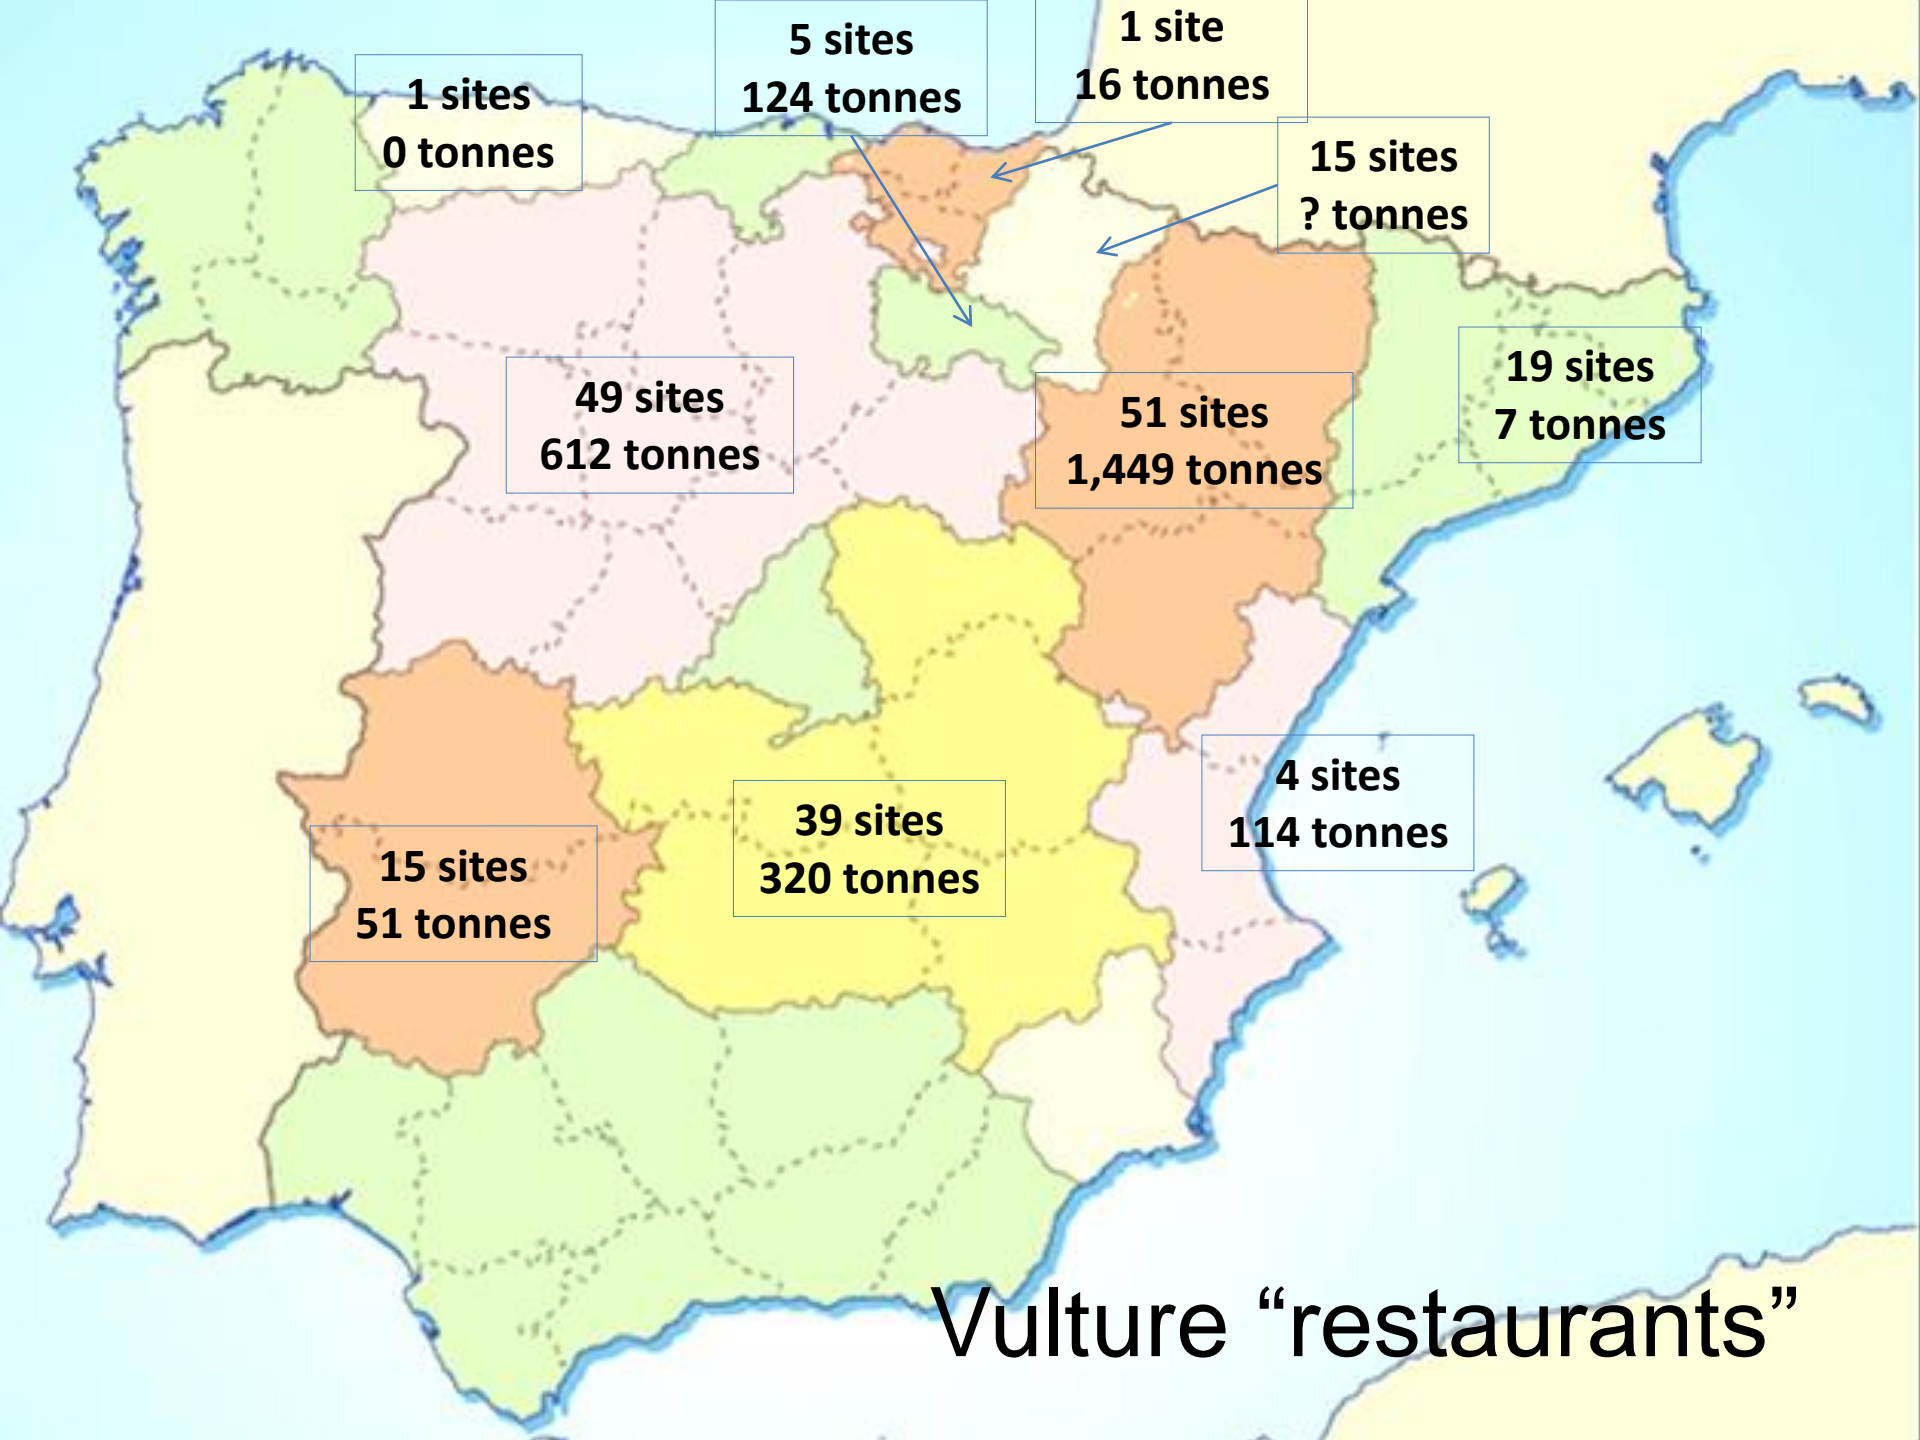 5 sites
124 tonnes
1 site
16 tonnes
1 sites
0 tonnes
15 sites
? tonnes
49 sites
612 tonnes
51 sites
1,449 tonnes
19 sites
7 tonnes
4 sites
114 tonnes
39 sites
320 tonnes
15 sites
51 tonnes
Vulture “restaurants”